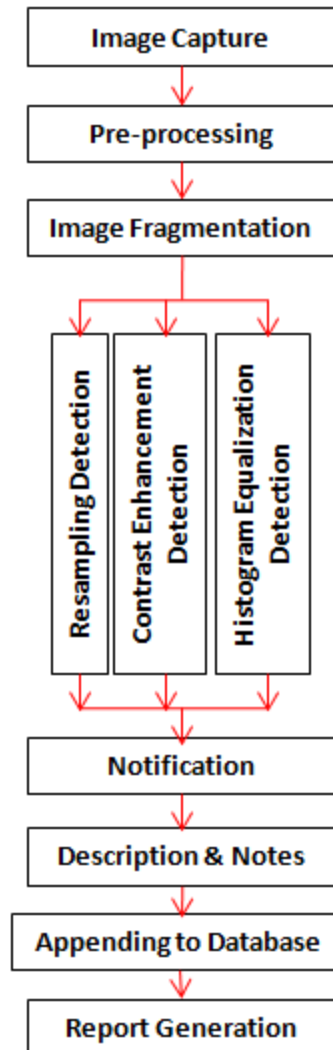 Image Capture
Pre-processing
Image Fragmentation
Resampling Detection
Contrast Enhancement
Detection
Histogram Equalization
Detection
Notification
Description & Notes
Appending to Database
Report Generation